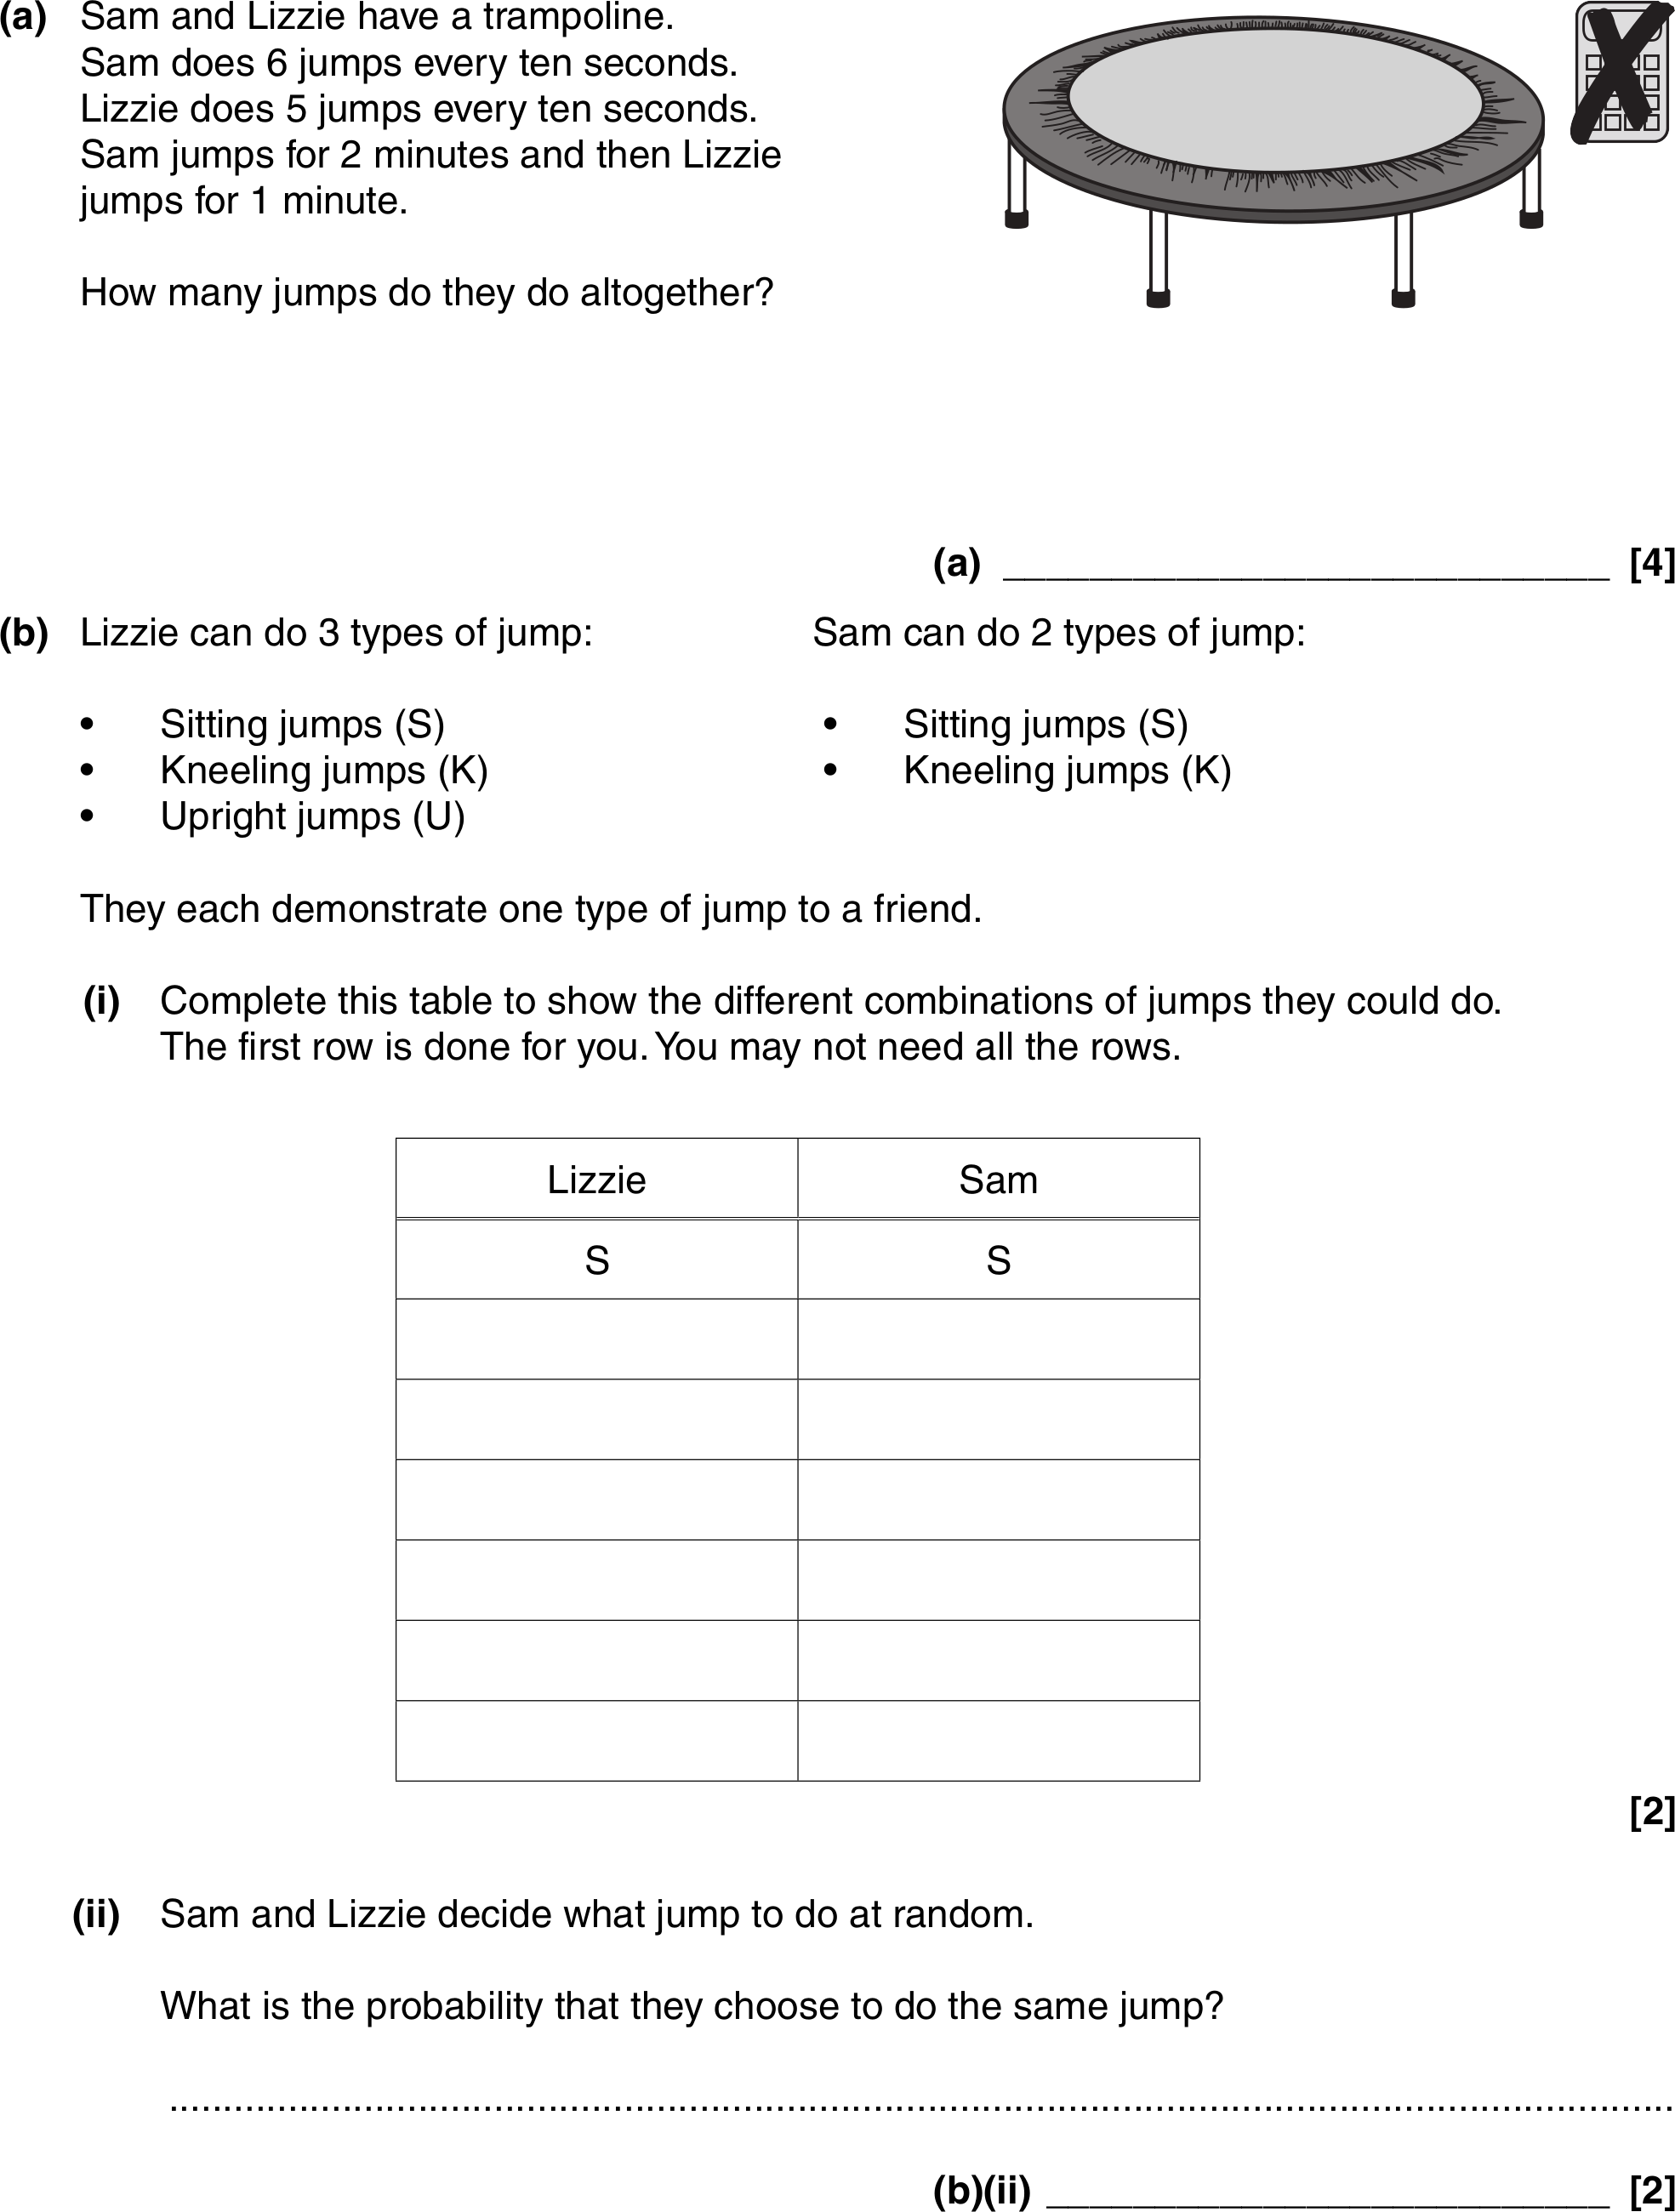 (a) Sam and Lizzie have a trampoline.
Sam does 6 jumps every ten seconds.
Lizzie does 5 jumps every ten seconds.
Sam jumps for 2 minutes and then Lizzie
jumps for 1 minute.
How many jumps do they do altogether?
(a) ____________________________ [4]
(b) Lizzie can do 3 types of jump: Sam can do 2 types of jump:
• Sitting jumps (S) • Sitting jumps (S)
• Kneeling jumps (K) • Kneeling jumps (K)
• Upright jumps (U)
They each demonstrate one type of jump to a friend.
(i) Complete this table to show the different combinations of jumps they could do.
The first row is done for you. You may not need all the rows.
Lizzie Sam
S S
[2]
(ii) Sam and Lizzie decide what jump to do at random.
What is the probability that they choose to do the same jump?
(b)(ii) __________________________ [2]